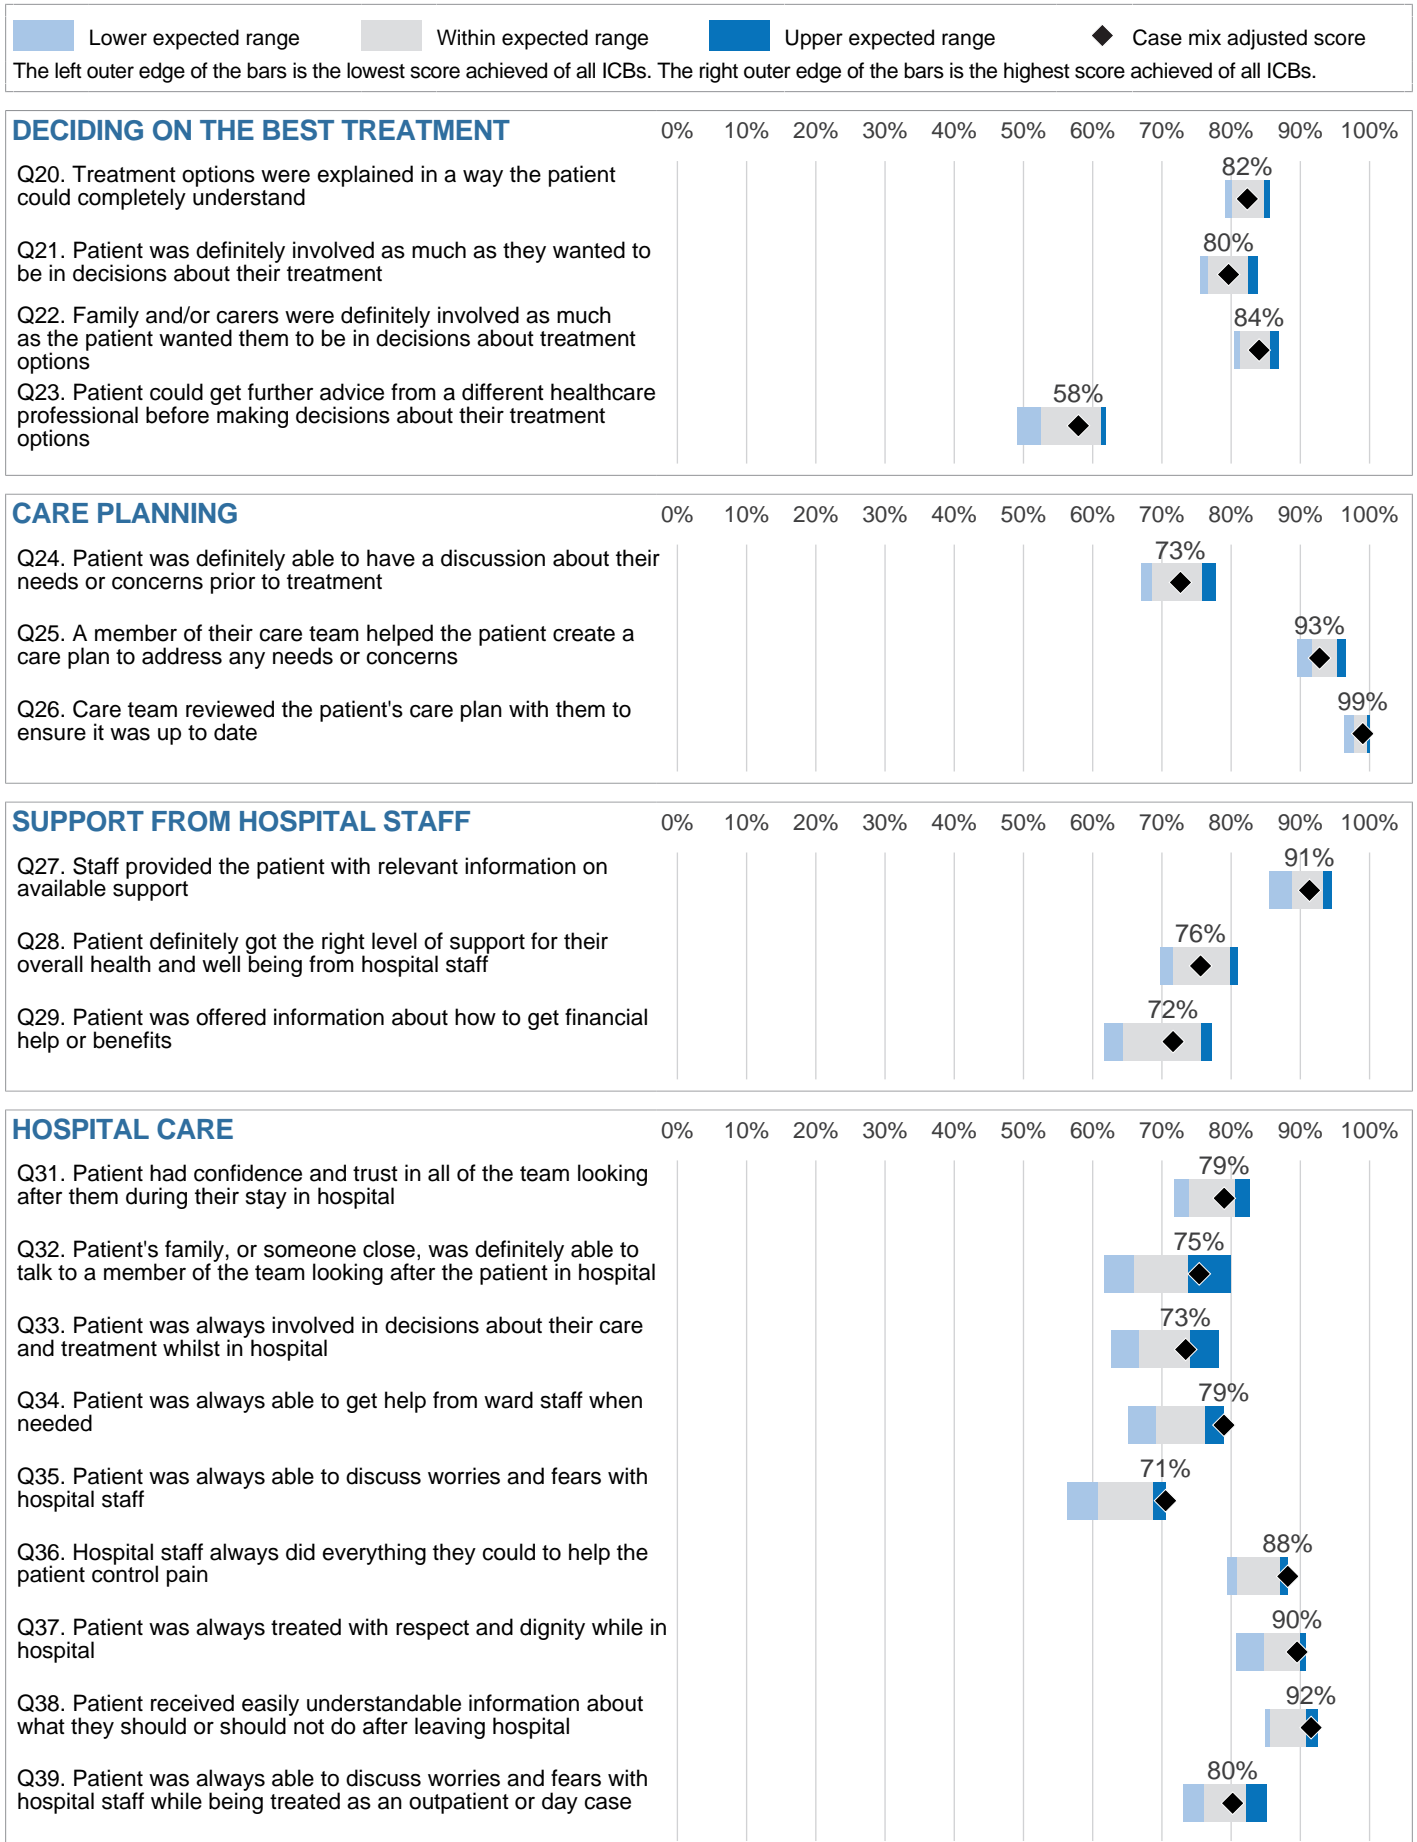 Lower expected range Within expected range Upper expected range Case mix adjusted score
The left outer edge of the bars is the lowest score achieved of all ICBs. The right outer edge of the bars is the highest score achieved of all ICBs.
DECIDING ON THE BEST TREATMENT 0% 10% 20% 30% 40% 50% 60% 70% 80% 90% 100%
Q20. Treatment options were explained in a way the patient
could completely understand
82%
Q21. Patient was definitely involved as much as they wanted to
be in decisions about their treatment
80%
Q22. Family and/or carers were definitely involved as much
as the patient wanted them to be in decisions about treatment
options
84%
Q23. Patient could get further advice from a different healthcare
professional before making decisions about their treatment
options
58%
CARE PLANNING 0% 10% 20% 30% 40% 50% 60% 70% 80% 90% 100%
Q24. Patient was definitely able to have a discussion about their
needs or concerns prior to treatment
73%
Q25. A member of their care team helped the patient create a
care plan to address any needs or concerns
93%
Q26. Care team reviewed the patient's care plan with them to
ensure it was up to date
99%
SUPPORT FROM HOSPITAL STAFF 0% 10% 20% 30% 40% 50% 60% 70% 80% 90% 100%
Q27. Staff provided the patient with relevant information on
available support
91%
Q28. Patient definitely got the right level of support for their
overall health and well being from hospital staff
76%
Q29. Patient was offered information about how to get financial
help or benefits
72%
HOSPITAL CARE 0% 10% 20% 30% 40% 50% 60% 70% 80% 90% 100%
Q31. Patient had confidence and trust in all of the team looking
after them during their stay in hospital
79%
Q32. Patient's family, or someone close, was definitely able to
talk to a member of the team looking after the patient in hospital
75%
Q33. Patient was always involved in decisions about their care
and treatment whilst in hospital
73%
Q34. Patient was always able to get help from ward staff when
needed
79%
Q35. Patient was always able to discuss worries and fears with
hospital staff
71%
Q36. Hospital staff always did everything they could to help the
patient control pain
88%
Q37. Patient was always treated with respect and dignity while in
hospital
90%
Q38. Patient received easily understandable information about
what they should or should not do after leaving hospital
92%
Q39. Patient was always able to discuss worries and fears with
hospital staff while being treated as an outpatient or day case
80%